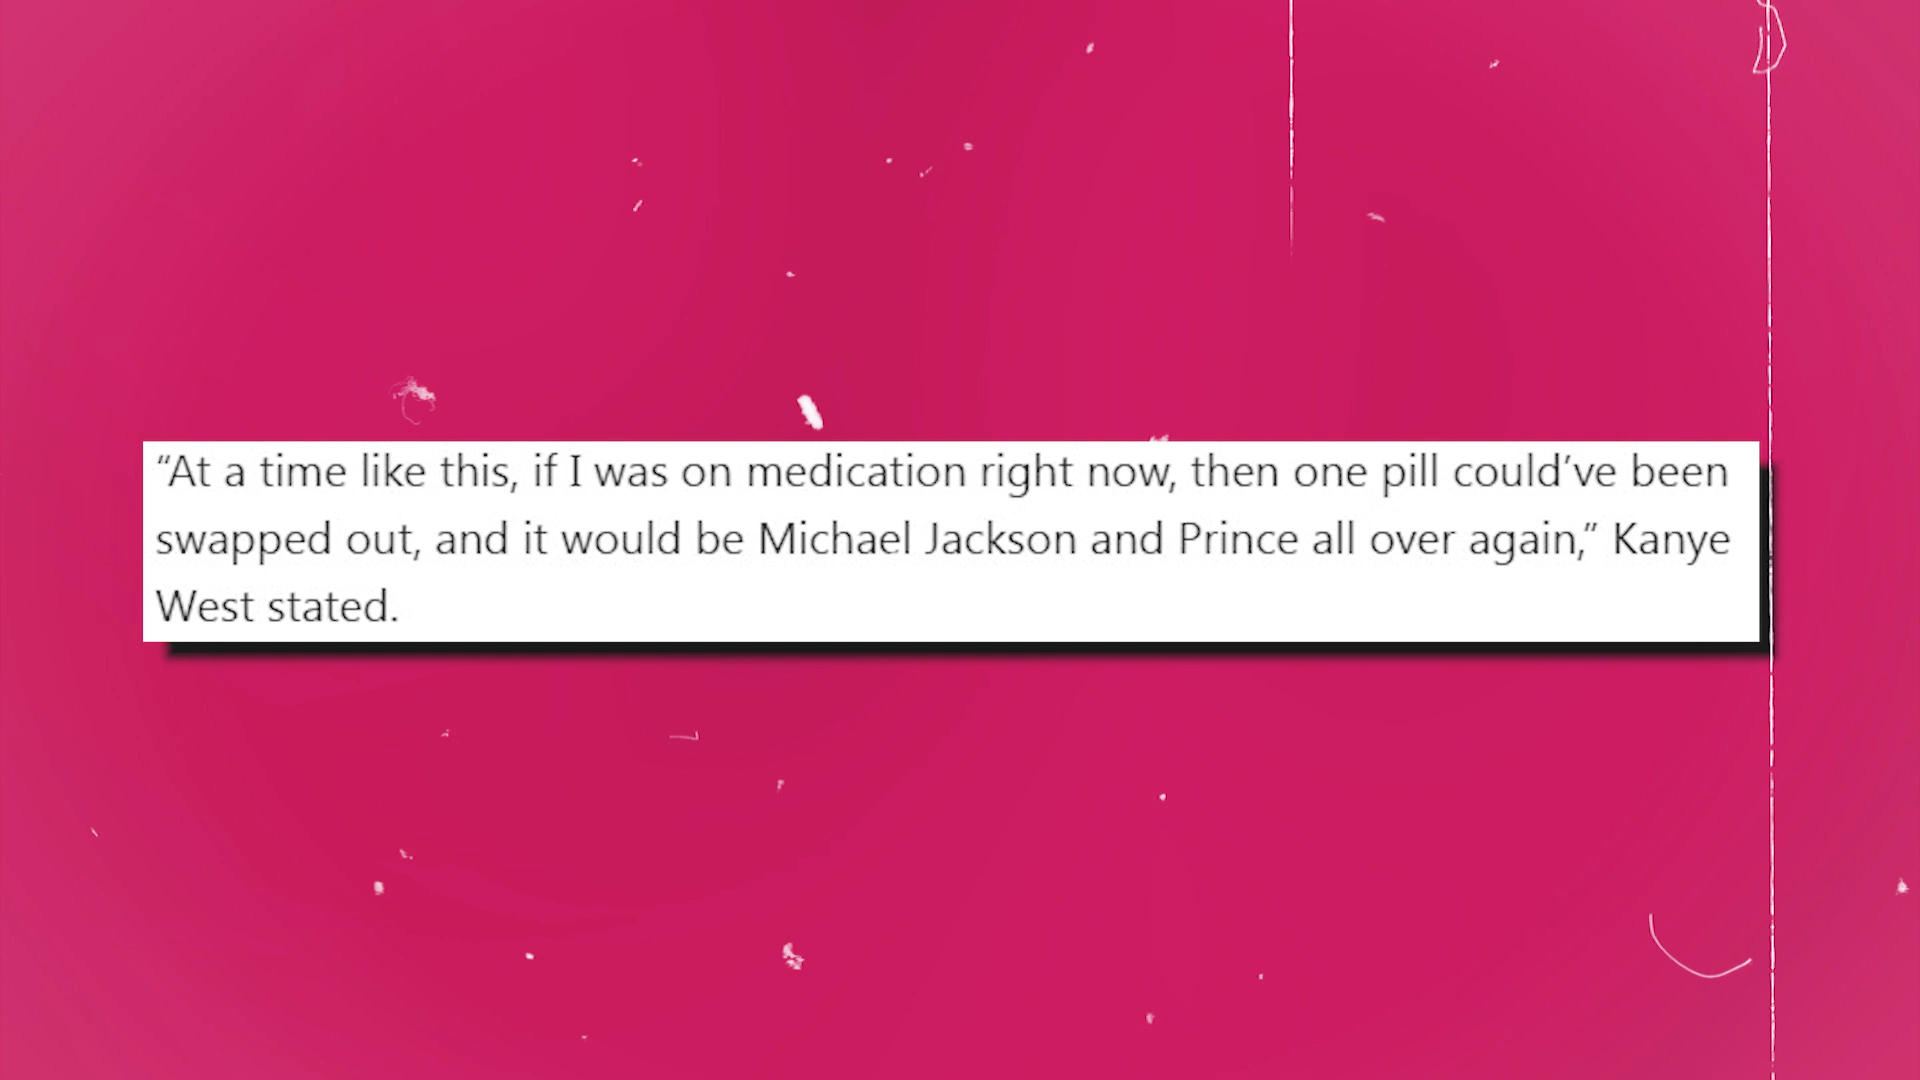 “At a time like this, if I was on medication right now, then one pill could’ve been
swapped out, and it would be Michael Jackson and Prince all over again,” Kanye
West stated.